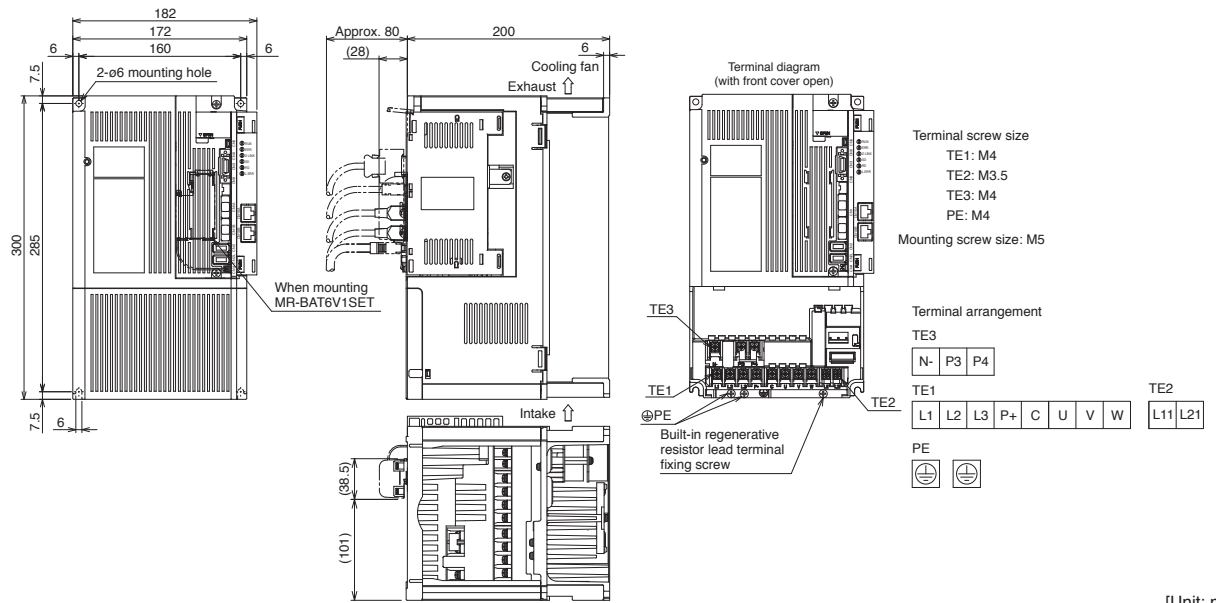 182
172
6 160 6
7.5
2-ø6 mounting hole
300
285
When mounting
MR-BAT6V1SET
7.5
6
Approx. 80
200
(28)
6
Cooling fan
Exhaust
Intake
(38.5)
(101)
Terminal diagram
(with front cover open)
TE3
TE1
PE
TE2
Built-in regenerative
resistor lead terminal
fixing screw
Terminal screw size
TE1: M4
TE2: M3.5
TE3: M4
PE: M4
Mounting screw size: M5
Terminal arrangement
TE3
N- P3 P4
TE1 TE2
L1 L2 L3 P+ C U V W L11 L21
PE
[Unit: